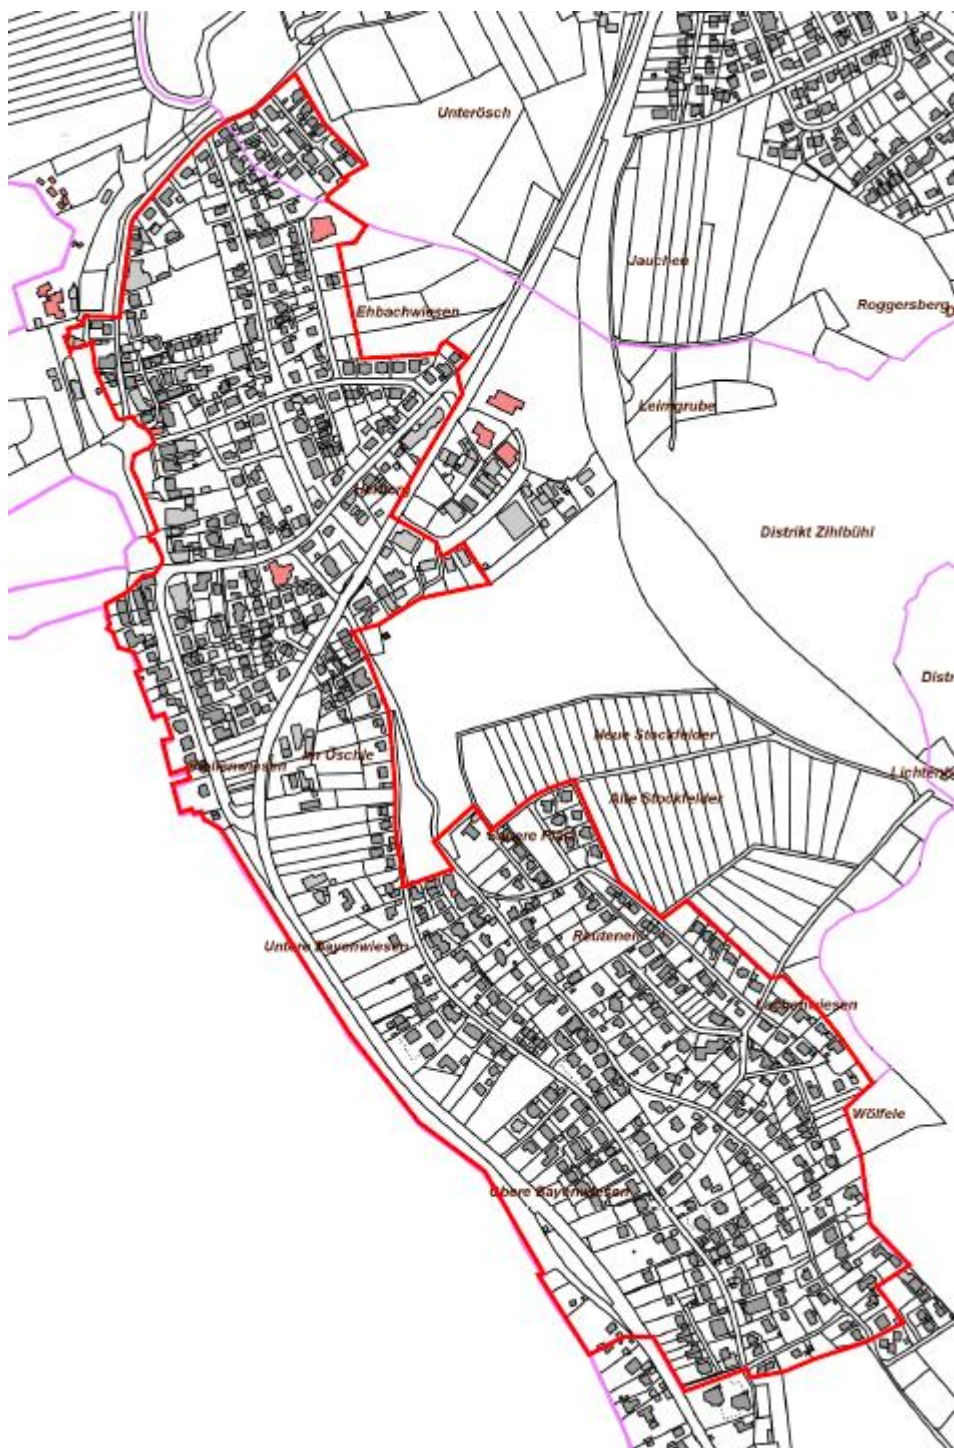 Unterösch
Jauchen
Roggersberg
Ehbachwiesen
Leimgrube
Distrikt Zihlbühl
Distr
Neue Stockfelder
Im Öschle
Alte Stockfelder
Reutenen
Untere Bayenwiesen
Wölfele
Obere Bayenwiesen